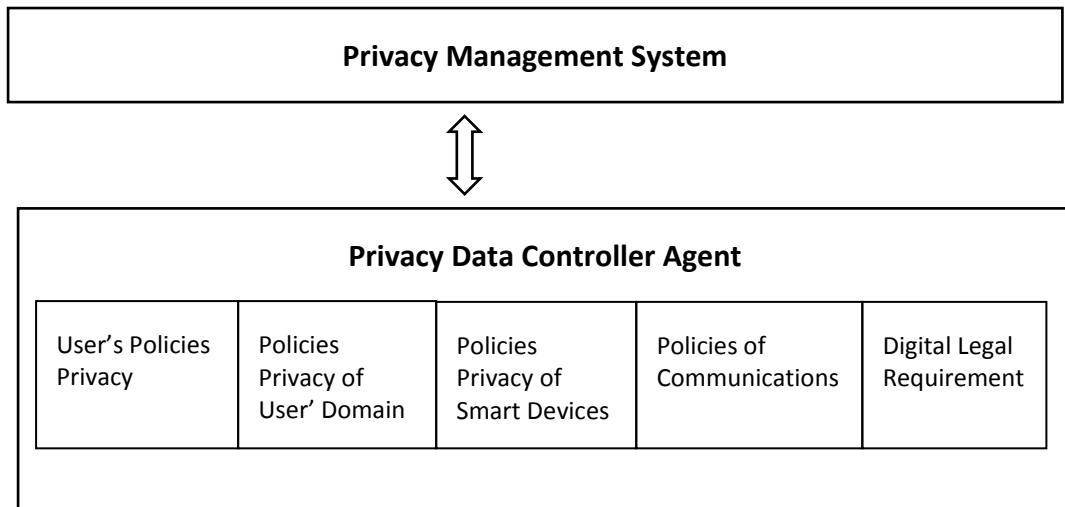 Privacy Management System
Privacy Data Controller Agent
User’s Policies
Privacy
Policies
Privacy of
User’ Domain
Policies
Privacy of
Smart Devices
Policies of
Communications
Digital Legal
Requirement